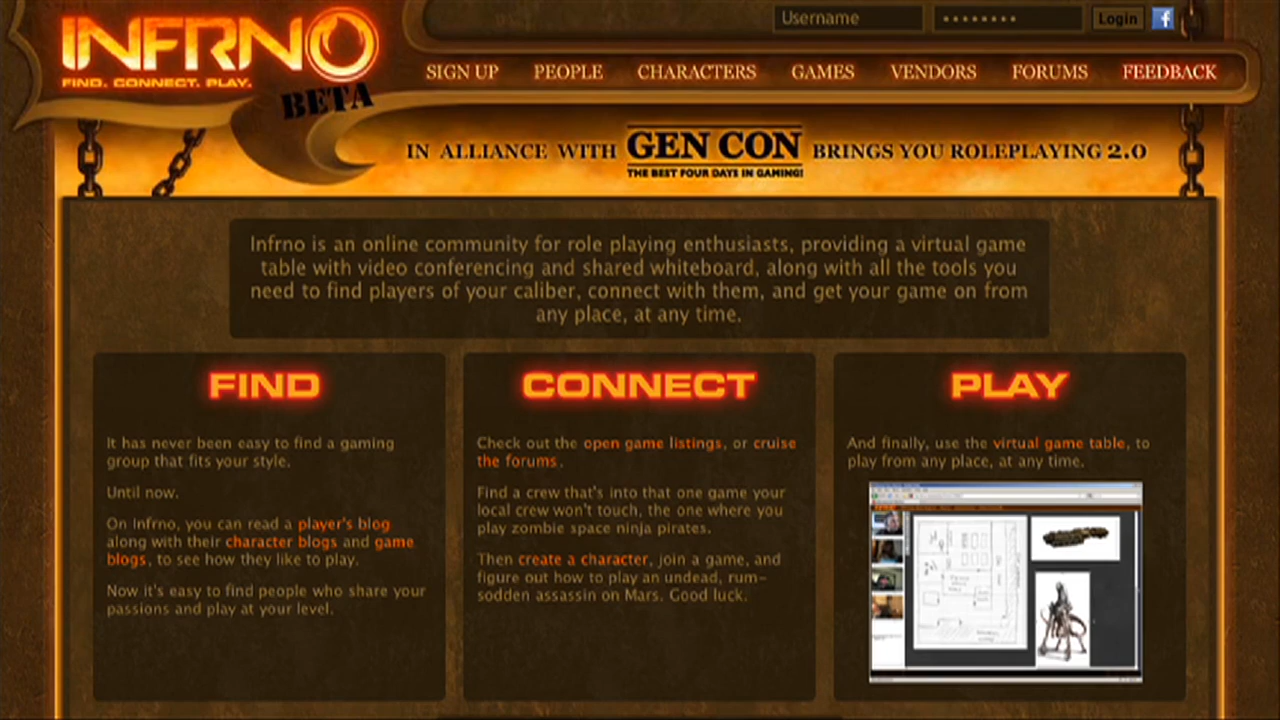 INFRNO
FIND. CONNECT. PLAY.
BETA
Username
Login
f
SIGN UP
PEOPLE
CHARACTERS
GAMES
VENDORS
FORUMS
FEEDBACK
IN ALLIANCE WITH GEN CON BRINGS YOU ROLEPLAYING 2.0
THE BEST FOUR DAYS IN GAMING!
Infrno is an online community for role playing enthusiasts, providing a virtual game
table with video conferencing and shared whiteboard, along with all the tools you
need to find players of your caliber, connect with them, and get your game on from
any place, at any time.
FIND
It has never been easy to find a gaming
group that fits your style.
Until now.
On Infrno, you can read a player's blog
along with their character blogs and game
blogs, to see how they like to play.
Now it's easy to find people who share your
passions and play at your level.
CONNECT
Check out the open game listings, or cruise
the forums.
Find a crew that's into that one game your
local crew won't touch, the one where you
play zombie space ninja pirates.
Then create a character, join a game, and
figure out how to play an undead, rum-
sodden assassin on Mars. Good luck.
PLAY
And finally, use the virtual game table, to
play from any place, at any time.